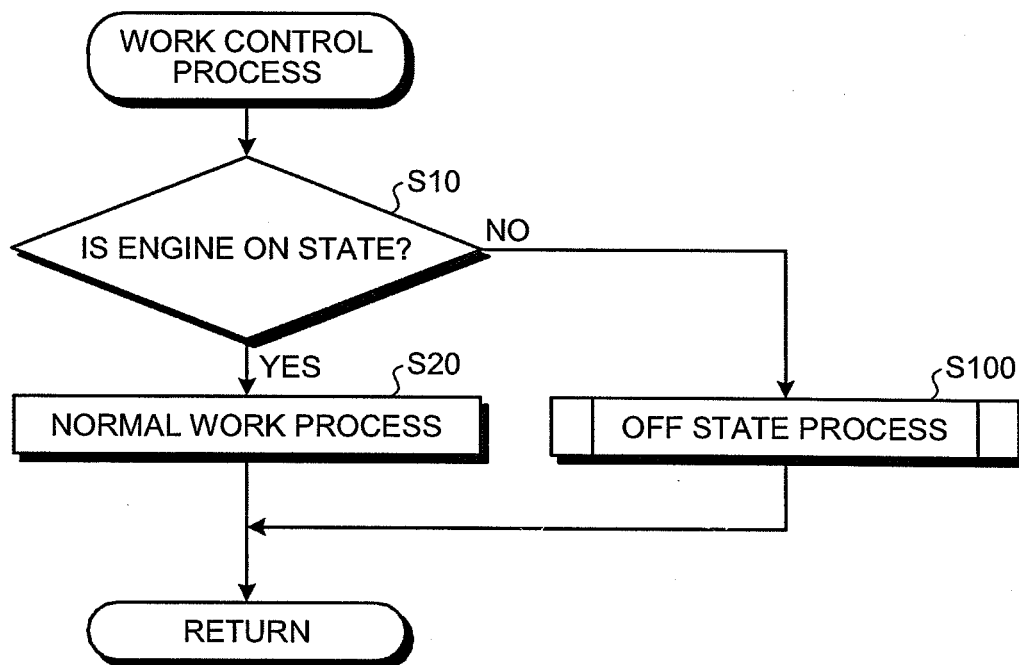 WORK CONTROL
PROCESS
S10
IS ENGINE ON STATE?
NO
YES
S20
NORMAL WORK PROCESS
S100
OFF STATE PROCESS
RETURN